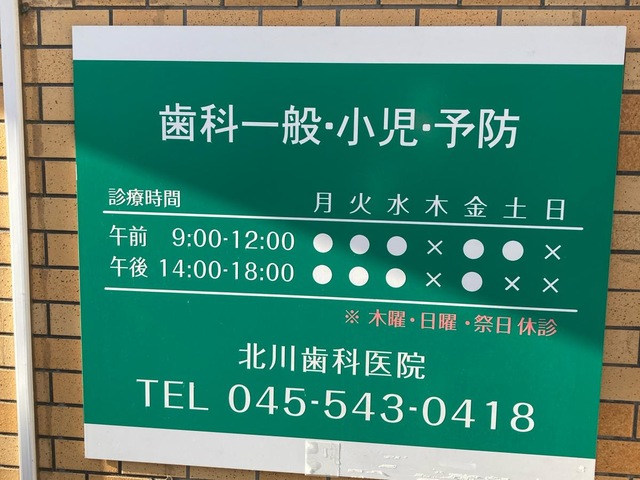 歯科一般・小児・予防
診療時間 月 火 水 木 金 土 日
午前 9:00-12:00 ● ● ● × ● ● ×
午後 14:00-18:00 ● ● ● × ● × ×
※ 木曜・日曜・祭日休診
北川歯科医院
TEL 045-543-0418